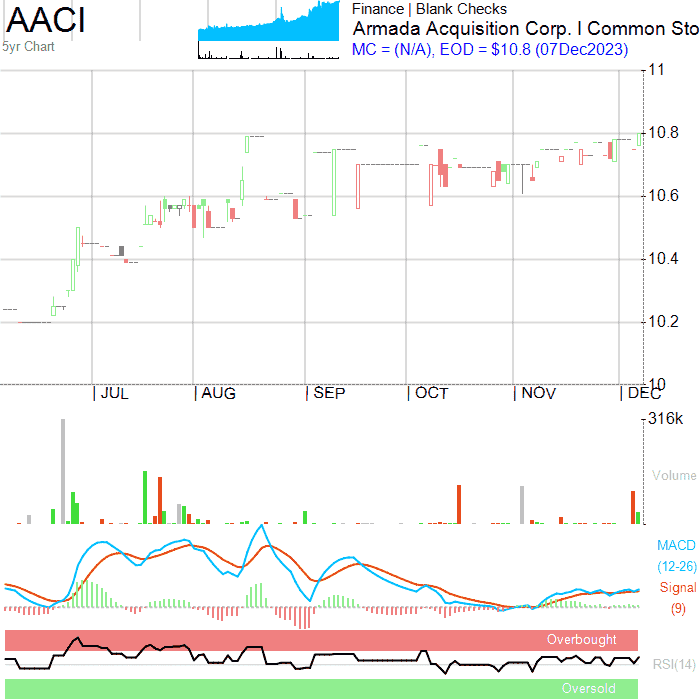 AACI
5yr Chart
Finance | Blank Checks
Armada Acquisition Corp. I Common Sto
MC = (N/A), EOD = $10.8 (07Dec2023)
11
10.8
10.6
10.4
10.2
10
JUL AUG SEP OCT NOV DEC
316k
Volume
MACD
(12-26)
Signal
(9)
Overbought
RSI(14)
Oversold